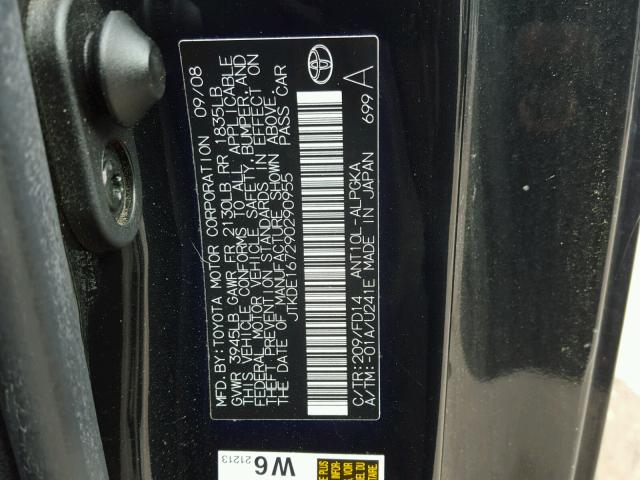 MFD.BY:TOYOTA MOTOR CORPORATION 09/08
GVWR 3945LB GAWR FR 2130LB RR 1835LB
THIS VEHICLE CONFORMS TO ALL APPLICABLE
FEDERAL MOTOR VEHICLE SAFETY, BUMPER, AND
THEFT PREVENTION STANDARDS IN EFFECT ON
THE DATE OF MANUFACTURE SHOWN ABOVE.
JTKDE167290290955 PASS CAR
C/TR:209/FD14 ANT10L-ALPGKA
A/TM:-01A/U241E MADE IN JAPAN 699 A
21213
W6